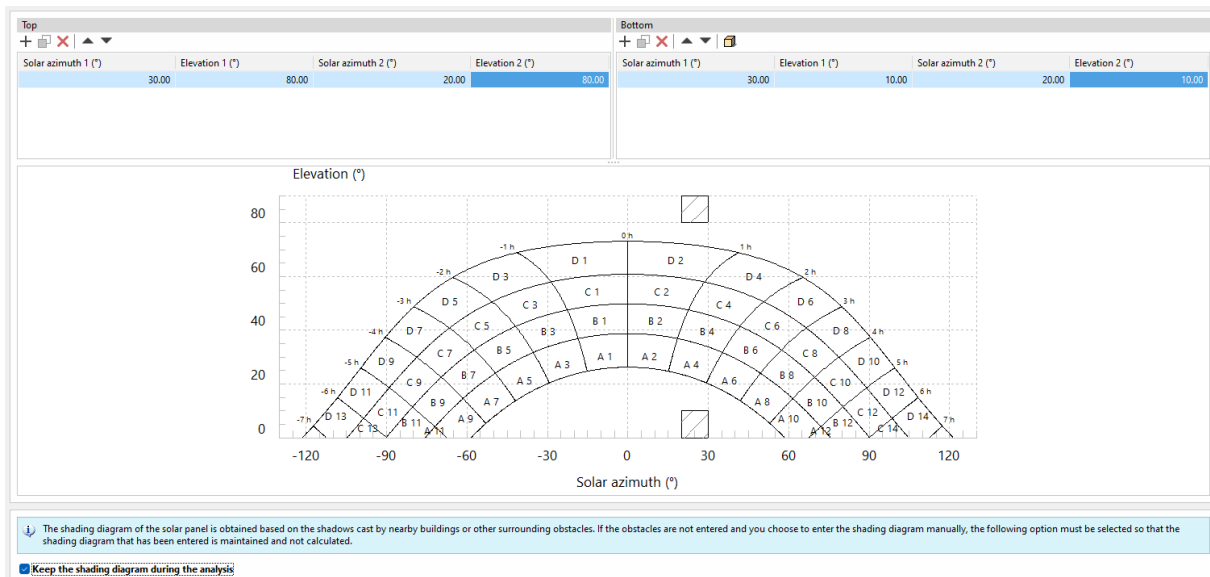 Top
Solar azimuth 1 (°) Elevation 1 (°) Solar azimuth 2 (°) Elevation 2 (°)
30.00 80.00 20.00 80.00
Bottom
Solar azimuth 1 (°) Elevation 1 (°) Solar azimuth 2 (°) Elevation 2 (°)
30.00 10.00 20.00 10.00
Elevation (°)
80
60
40
20
0
0 h
-1 h 1 h
-2 h 2 h
-3 h 3 h
-4 h 4 h
-5 h 5 h
-6 h 6 h
-7 h 7 h
D 1 D 2
D 3 D 4
C 1 C 2
D 5 C 3 C 4 D 6
B 1 B 2
D 7 C 5 B 3 B 4 C 6 D 8
A 1 A 2
C 7 B 5 B 6 C 8
D 9 A 3 A 4 D 10
C 9 B 7 A 5 A 6 B 8 C 10
D 11 D 12
B 9 A 7 A 8 B 10
D 13 C 11 A 9 A 10 C 12 D 14
C 13 B 11 A 11 A 12 B 12 C 14
-120 -90 -60 -30 0 30 60 90 120
Solar azimuth (°)
The shading diagram of the solar panel is obtained based on the shadows cast by nearby buildings or other surrounding obstacles. If the obstacles are not entered and you choose to enter the shading diagram manually, the following option must be selected so that the
shading diagram that has been entered is maintained and not calculated.
Keep the shading diagram during the analysis